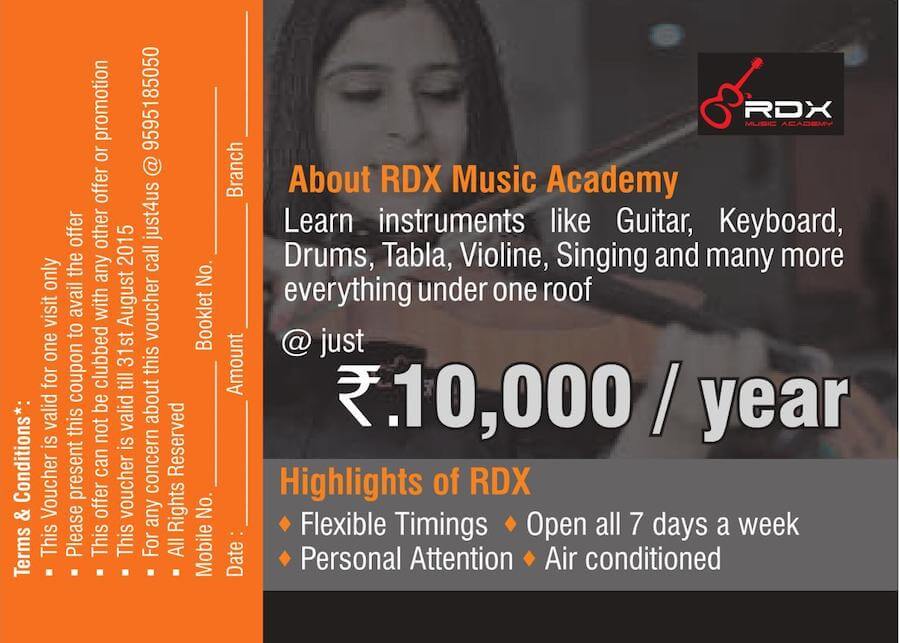 Terms & Conditions*:
▪ This Voucher is valid for one visit only
▪ Please present this coupon to avail the offer
▪ This offer can not be clubbed with any other offer or promotion
▪ This voucher is valid till 31st August 2015
▪ For any concern about this voucher call just4us @ 9595185050
▪ All Rights Reserved
Mobile No. __________ Booklet No. __________
Date : __________ Amount __________ Branch __________
RDX
MUSIC ACADEMY
About RDX Music Academy
Learn instruments like Guitar, Keyboard,
Drums, Tabla, Violine, Singing and many more
everything under one roof
@ just
₹.10,000 / year
Highlights of RDX
♦ Flexible Timings ♦ Open all 7 days a week
♦ Personal Attention ♦ Air conditioned